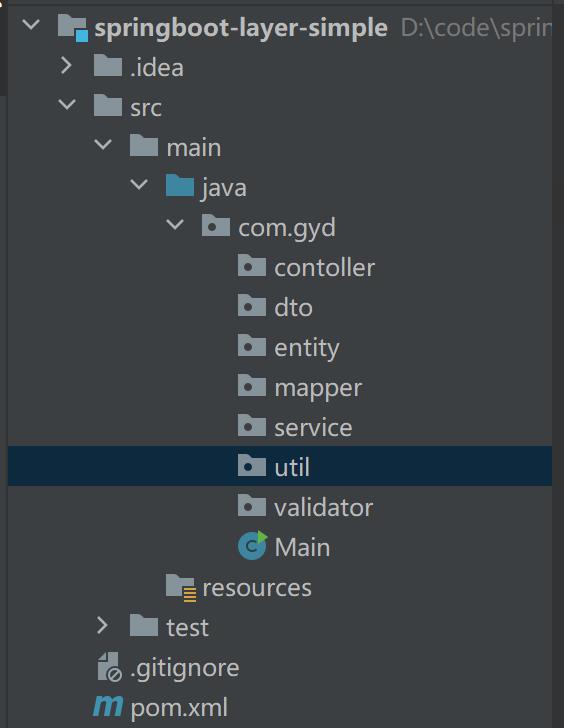 springboot-layer-simple D:\code\sprin
.idea
src
main
java
com.gyd
contoller
dto
entity
mapper
service
util
validator
C Main
resources
test
.gitignore
m pom.xml